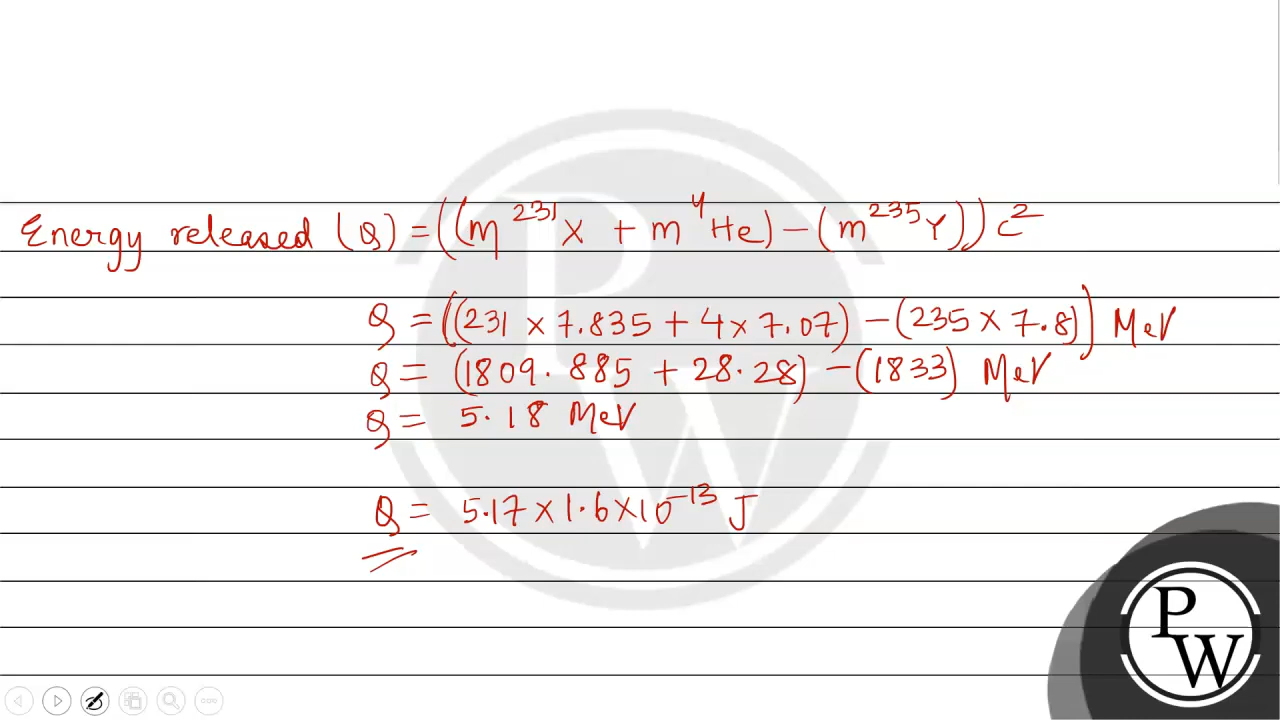 Energy released (Q) = ((m ²³¹X + m ⁴He) – (m ²³⁵Y)) c²
Q = ((231 × 7.835 + 4 × 7.07) – (235 × 7.8)) MeV
Q = (1809.885 + 28.28) – (1833) MeV
Q = 5.18 MeV
Q = 5.17 × 1.6 × 10⁻¹³ J
P
W
P
W